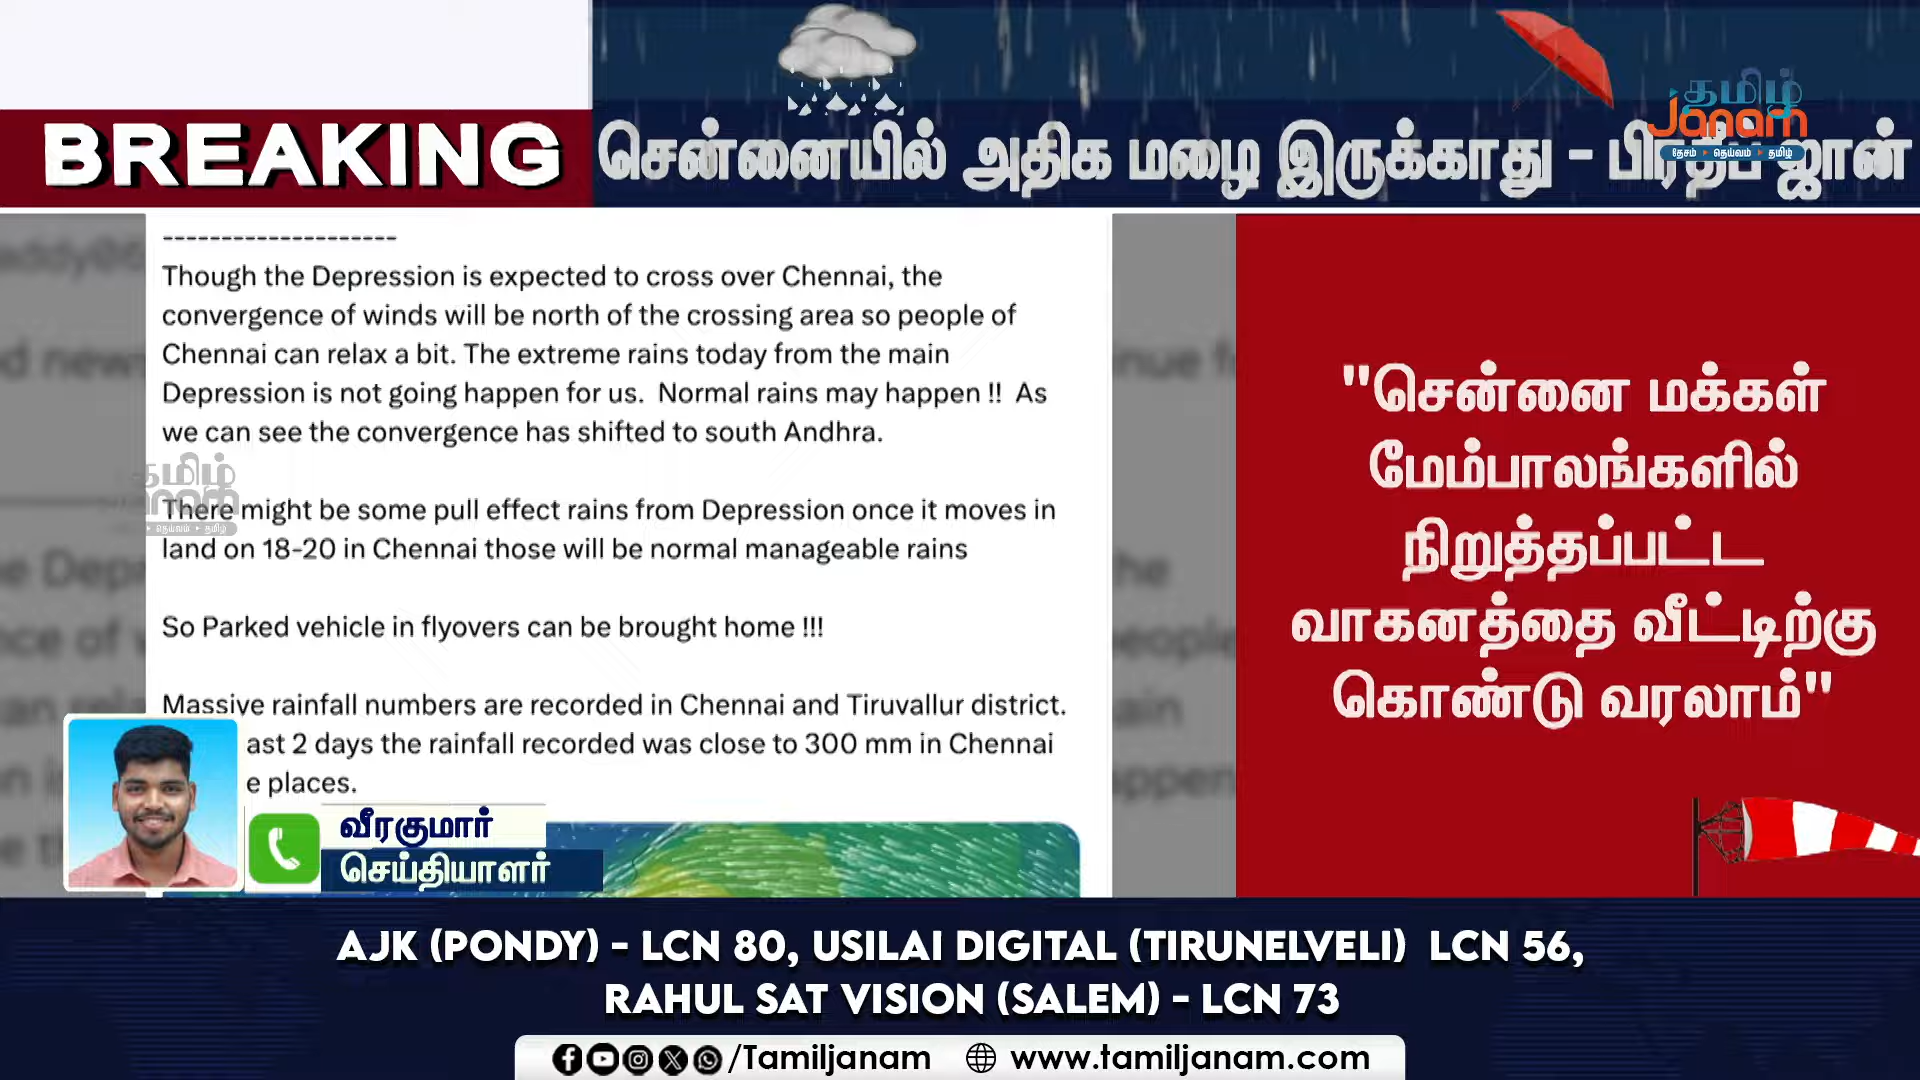 BREAKING
சென்னையில் அதிக மழை இருக்காது - பிரதீப் ஜான்
தமிழ்
Janam
தேசம் ▸ தெய்வம் ▸ தமிழ்
--------------------
Though the Depression is expected to cross over Chennai, the
convergence of winds will be north of the crossing area so people of
Chennai can relax a bit. The extreme rains today from the main
Depression is not going happen for us. Normal rains may happen !! As
we can see the convergence has shifted to south Andhra.
There might be some pull effect rains from Depression once it moves in
land on 18-20 in Chennai those will be normal manageable rains
So Parked vehicle in flyovers can be brought home !!!
Massive rainfall numbers are recorded in Chennai and Tiruvallur district.
ast 2 days the rainfall recorded was close to 300 mm in Chennai
e places.
"சென்னை மக்கள்
மேம்பாலங்களில்
நிறுத்தப்பட்ட
வாகனத்தை வீட்டிற்கு
கொண்டு வரலாம்"
வீரகுமார்
செய்தியாளர்
AJK (PONDY) - LCN 80, USILAI DIGITAL (TIRUNELVELI) LCN 56,
RAHUL SAT VISION (SALEM) - LCN 73
/Tamiljanam www.tamiljanam.com